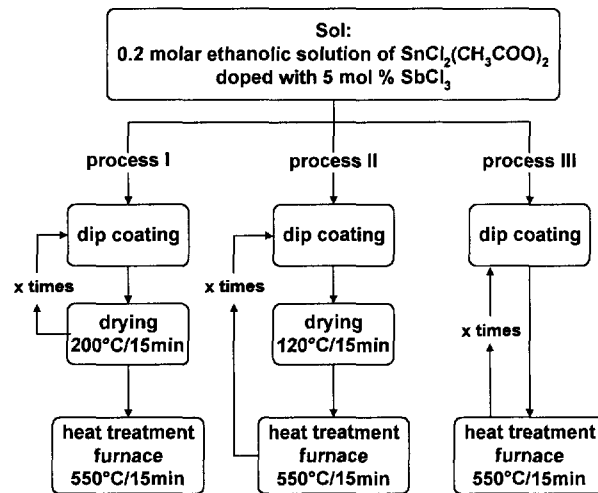 Sol:
0.2 molar ethanolic solution of SnCl₂(CH₃COO)₂
doped with 5 mol % SbCl₃
process I
process II
process III
dip coating
dip coating
dip coating
x times
x times
x times
drying
200°C/15min
drying
120°C/15min
heat treatment
furnace
550°C/15min
heat treatment
furnace
550°C/15min
heat treatment
furnace
550°C/15min